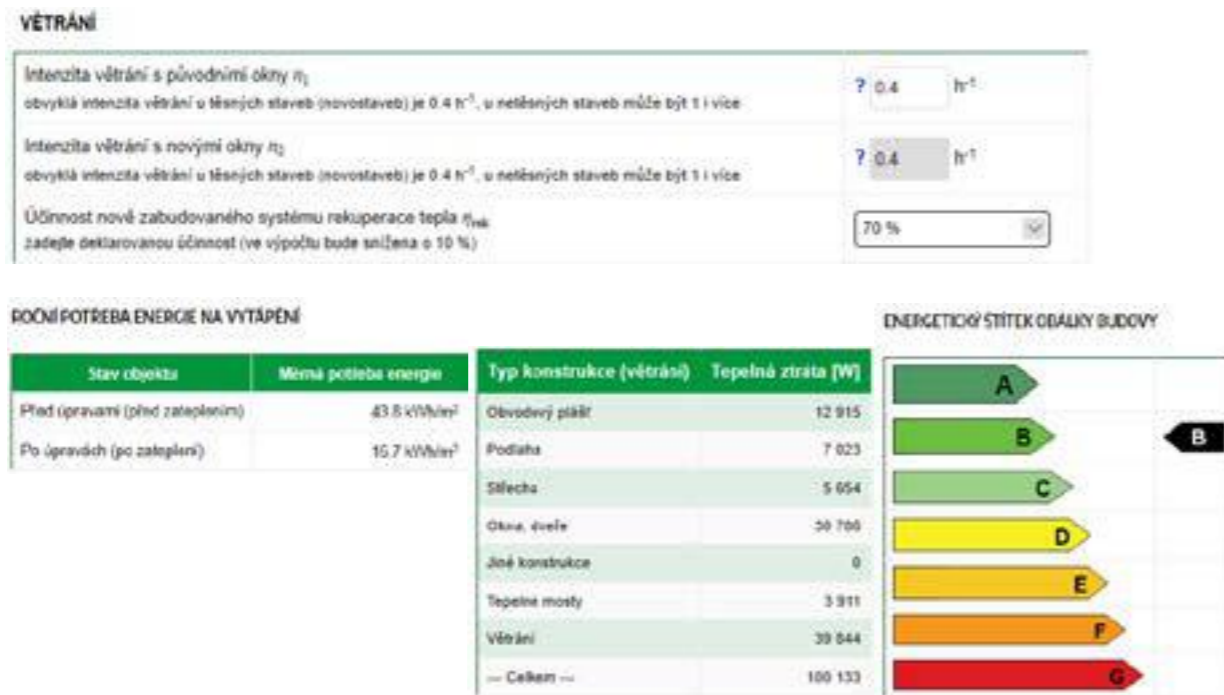 VĚTRÁNÍ
Intenzita větrání s původními okny n₁
obvyklá intenzita větrání u těsných staveb (novostaveb) je 0.4 h⁻¹, u netěsných staveb může být 1 i více
? 0.4 h⁻¹
Intenzita větrání s novými okny n₂
obvyklá intenzita větrání u těsných staveb (novostaveb) je 0.4 h⁻¹, u netěsných staveb může být 1 i více
? 0.4 h⁻¹
Účinnost nově zabudovaného systému rekuperace tepla η_rek
zadejte deklarovanou účinnost (ve výpočtu bude snížena o 10 %)
70 %
ROČNÍ POTŘEBA ENERGIE NA VYTÁPĚNÍ
Stav objektu Měrná potřeba energie
Před úpravami (před zateplením) 43.8 kWh/m²
Po úpravách (po zateplení) kWh/m²
Typ konstrukce (větrání) Tepelná ztráta [W]
Obvodový plášť 12 915
Podlaha 7 023
Střecha 5 654
Okna, dveře 30 786
Jiné konstrukce 0
Tepelné mosty 3 911
Větrání 39 844
--- Celkem --- 100 133
ENERGETICKÝ ŠTÍTEK OBÁLKY BUDOVY
A
B B
C
D
E
F
G